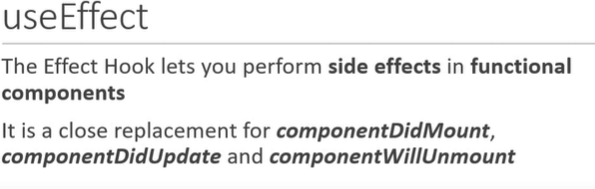 useEffect
The Effect Hook lets you perform side effects in functional
components
It is a close replacement for componentDidMount,
componentDidUpdate and componentWillUnmount